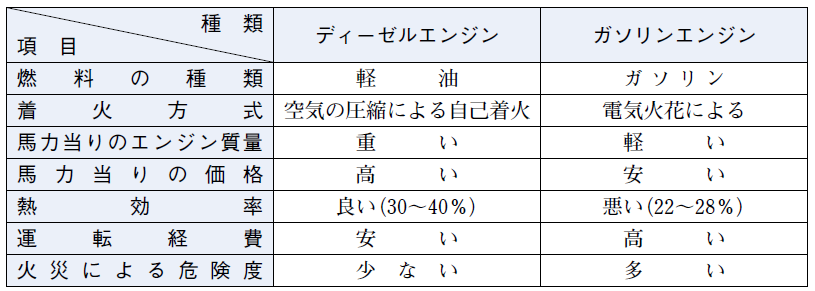 種類
項目
ディーゼルエンジン ガソリンエンジン
燃料の種類 軽油 ガソリン
着火方式 空気の圧縮による自己着火 電気火花による
馬力当りのエンジン質量 重い 軽い
馬力当りの価格 高い 安い
熱効率 良い(30～40％) 悪い(22～28％)
運転経費 安い 高い
火災による危険度 少ない 多い